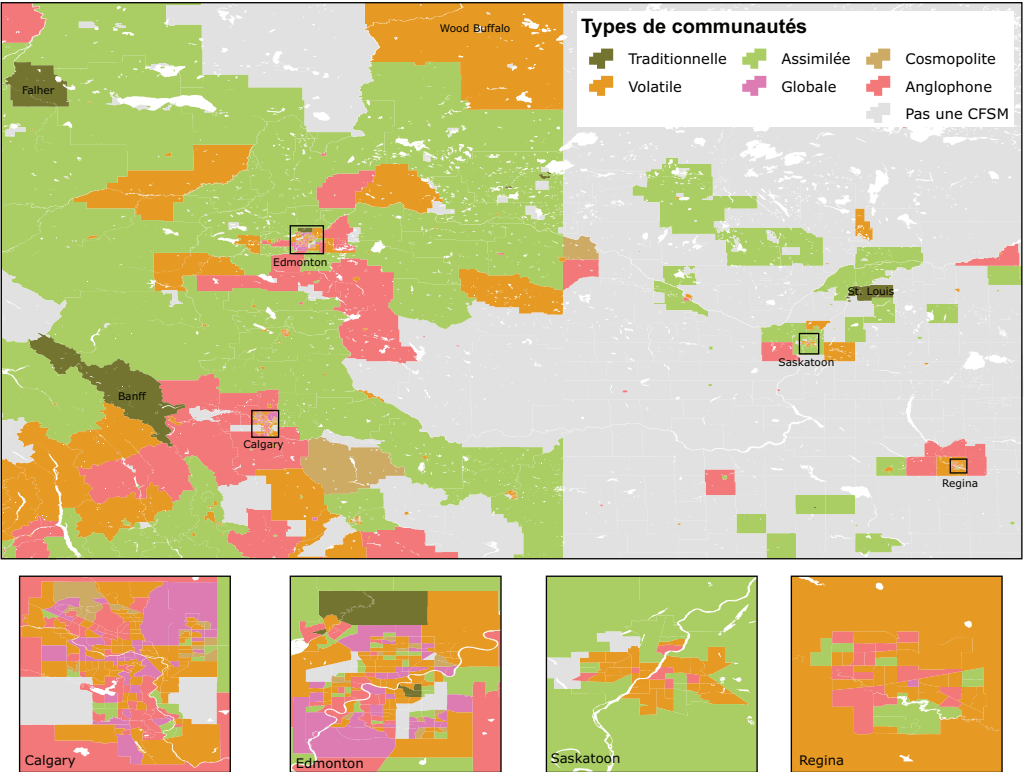 Wood Buffalo
Types de communautés
Traditionnelle Assimilée Cosmopolite
Volatile Globale Anglophone
Pas une CFSM
Falher
Edmonton
St. Louis
Saskatoon
Banff
Calgary
Regina
Calgary
Edmonton
Saskatoon
Regina